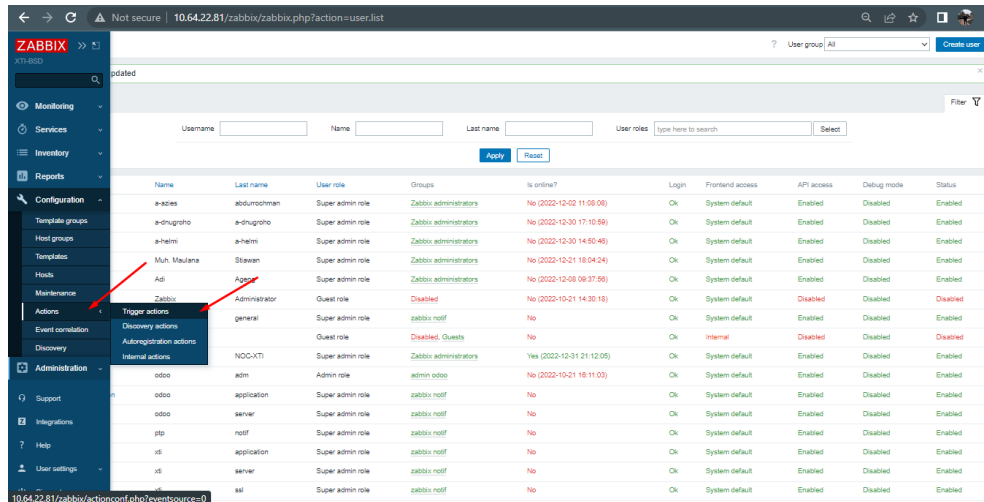 Not secure | 10.64.22.81/zabbix/zabbix.php?action=user.list
ZABBIX
XTI-BSD
? User group All Create user
pdated
Filter
Monitoring
Services
Inventory
Reports
Configuration
Template groups
Host groups
Templates
Hosts
Maintenance
Actions
Event correlation
Discovery
Administration
Support
Integrations
? Help
User settings
Trigger actions
Discovery actions
Autoregistration actions
Internal actions
Username Name Last name User roles type here to search Select
Apply Reset
Name Last name User role Groups Is online? Login Frontend access API access Debug mode Status
a-azies abdurrochman Super admin role Zabbix administrators No (2022-12-02 11:08:08) Ok System default Enabled Disabled Enabled
a-dnugroho a-dnugroho Super admin role Zabbix administrators No (2022-12-30 17:10:59) Ok System default Enabled Disabled Enabled
a-helmi a-helmi Super admin role Zabbix administrators No (2022-12-30 14:50:46) Ok System default Enabled Disabled Enabled
Muh. Maulana Stiawan Super admin role Zabbix administrators No (2022-12-21 18:04:24) Ok System default Enabled Disabled Enabled
Adi Super admin role Zabbix administrators No (2022-12-08 09:37:56) Ok System default Enabled Disabled Enabled
Zabbix Administrator Guest role Disabled No (2022-10-21 14:30:18) Ok System default Disabled Disabled Disabled
general Super admin role zabbix notif No Ok System default Enabled Disabled Enabled
Guest role Disabled, Guests No Ok Internal Disabled Disabled Disabled
NOC-XTI Super admin role Zabbix administrators Yes (2022-12-31 21:12:05) Ok System default Enabled Disabled Enabled
odoo adm Admin role admin odoo No (2022-10-21 16:11:03) Ok System default Enabled Disabled Enabled
n odoo application Super admin role zabbix notif No Ok System default Enabled Disabled Enabled
odoo server Super admin role zabbix notif No Ok System default Enabled Disabled Enabled
ptp notif Super admin role zabbix notif No Ok System default Enabled Disabled Enabled
xti application Super admin role zabbix notif No Ok System default Enabled Disabled Enabled
xti server Super admin role zabbix notif No Ok System default Enabled Disabled Enabled
ssl Super admin role zabbix notif No Ok System default Enabled Disabled Enabled
10.64.22.81/zabbix/actionconf.php?eventsource=0